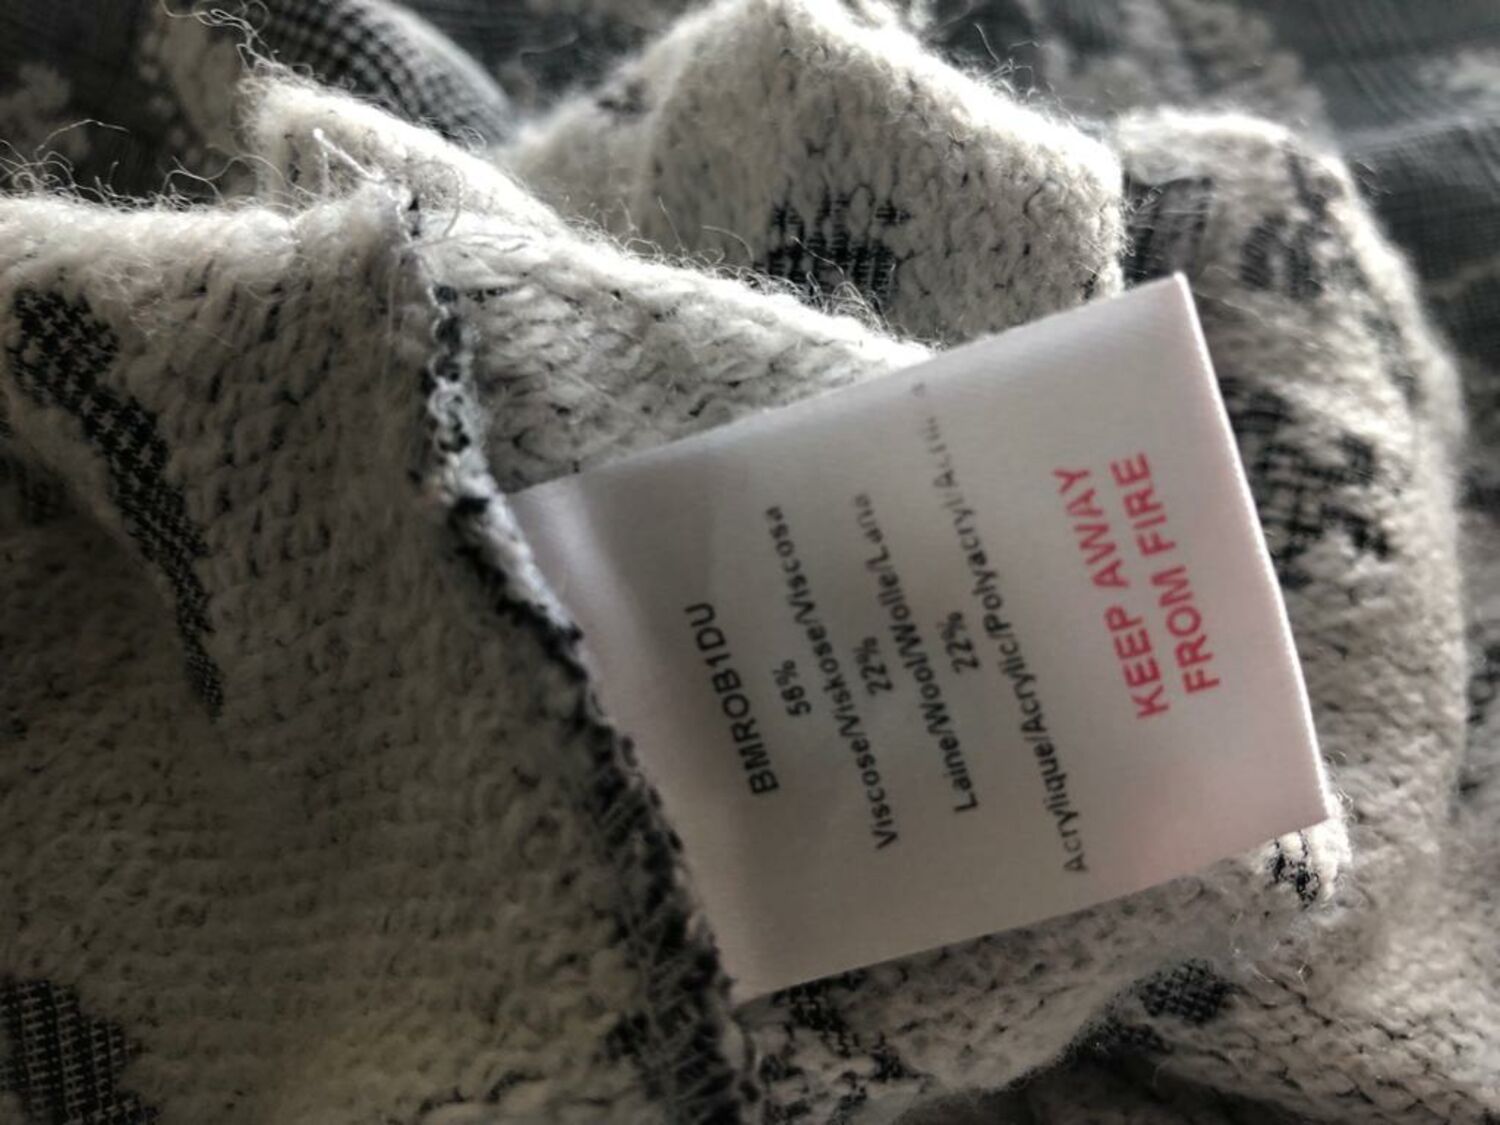 BMROB1DU
56%
Viscose/Viskose/Viscosa
22%
Laine/Wool/Wolle/Lana
22%
Acrylique/Acrylic/Polyacryl/
KEEP AWAY
FROM FIRE